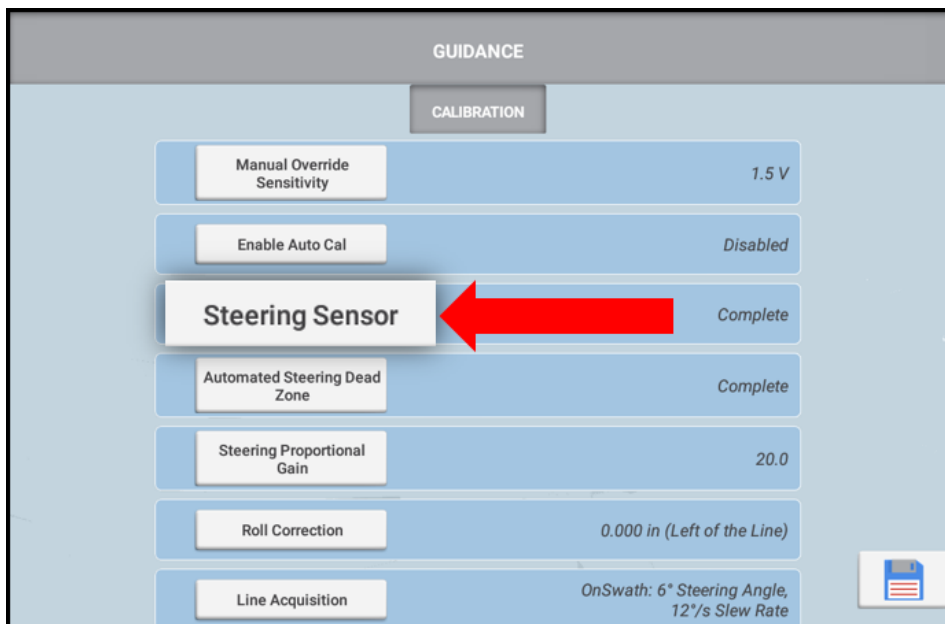 GUIDANCE
CALIBRATION
Manual Override
Sensitivity
1.5 V
Enable Auto Cal
Disabled
Steering Sensor
Complete
Automated Steering Dead
Zone
Complete
Steering Proportional
Gain
20.0
Roll Correction
0.000 in (Left of the Line)
Line Acquisition
OnSwath: 6° Steering Angle,
12°/s Slew Rate